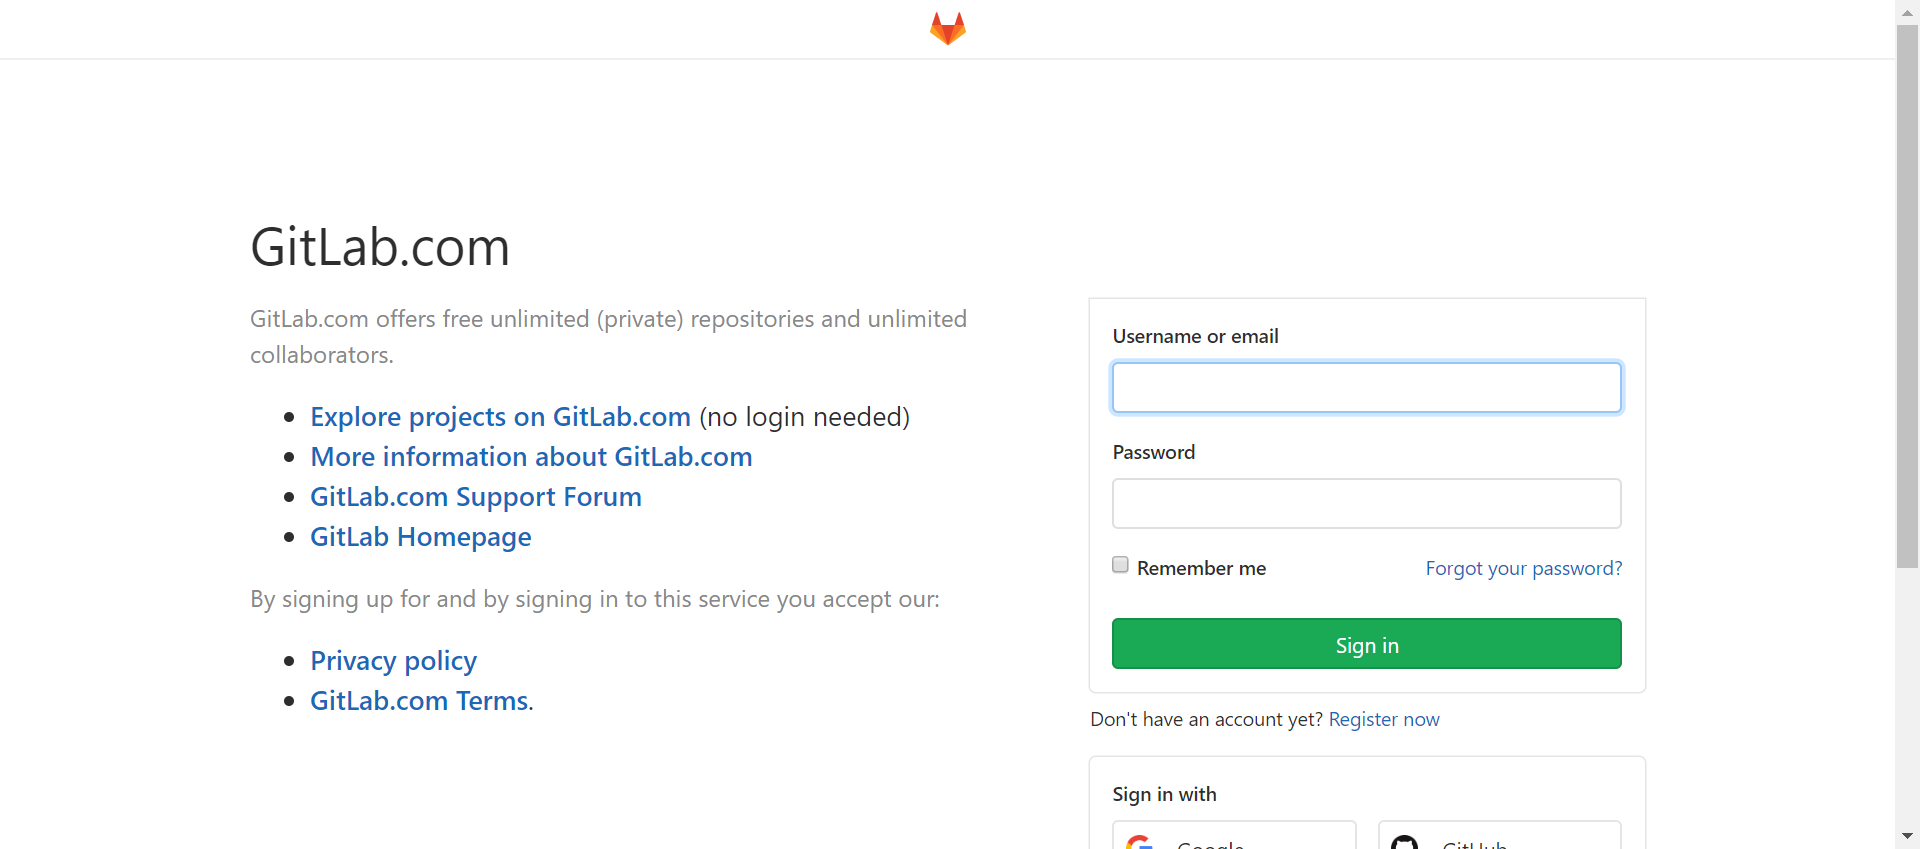 GitLab.com
GitLab.com offers free unlimited (private) repositories and unlimited
collaborators.
Explore projects on GitLab.com (no login needed)
More information about GitLab.com
GitLab.com Support Forum
GitLab Homepage
By signing up for and by signing in to this service you accept our:
Privacy policy
GitLab.com Terms.
Username or email
Password
Remember me Forgot your password?
Sign in
Don't have an account yet? Register now
Sign in with
Google GitHub